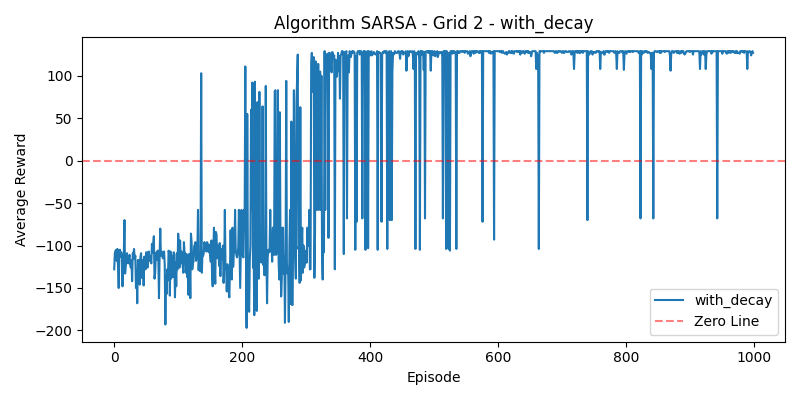 Algorithm SARSA - Grid 2 - with_decay
Average Reward
100
50
0
−50
−100
−150
−200
0
200
400
600
800
1000
Episode
with_decay
Zero Line